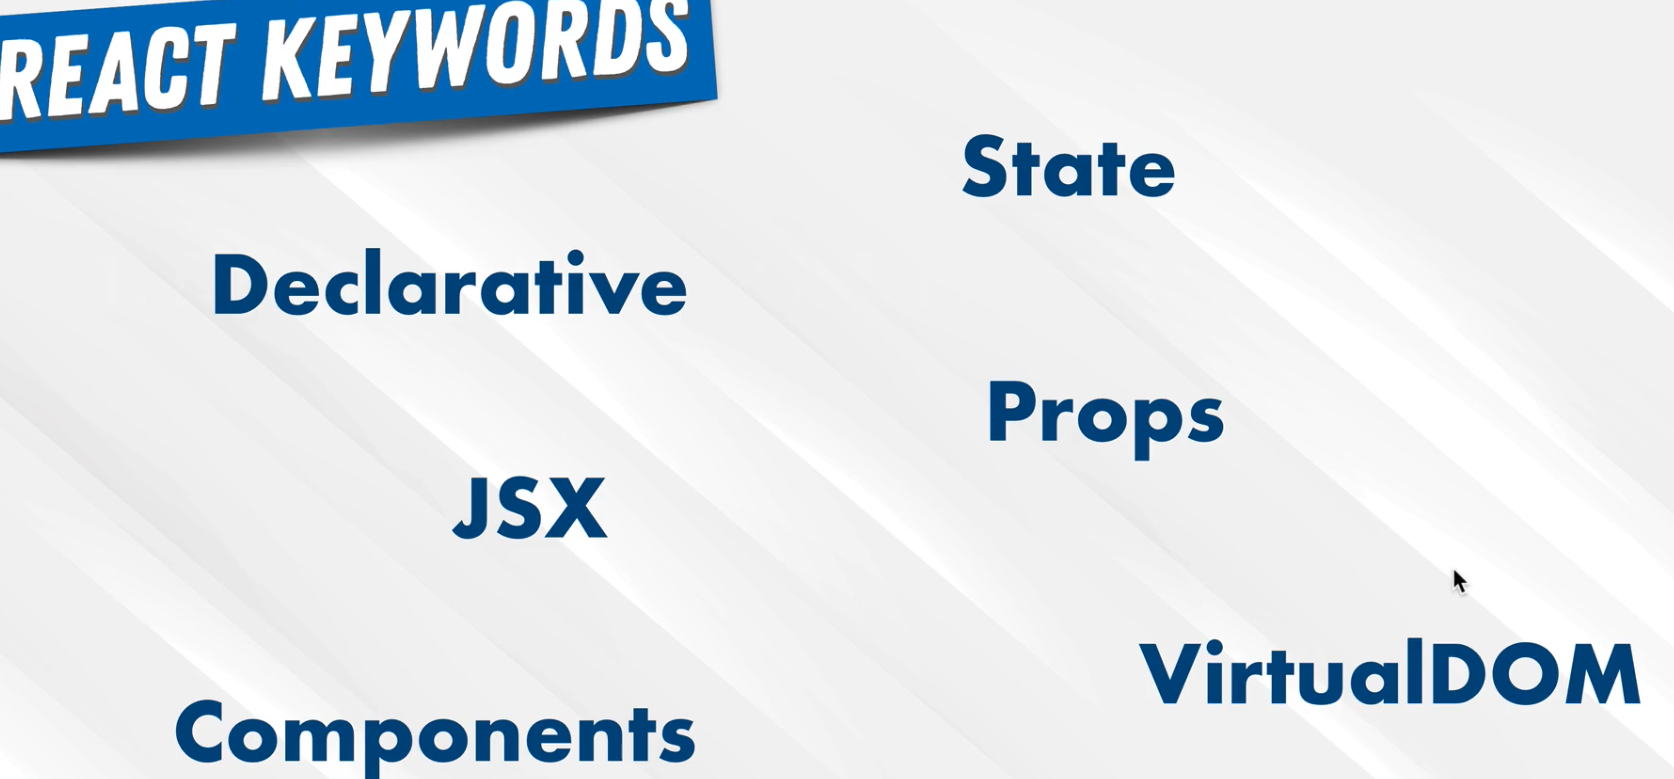 REACT KEYWORDS
State
Declarative
Props
JSX
VirtualDOM
Components